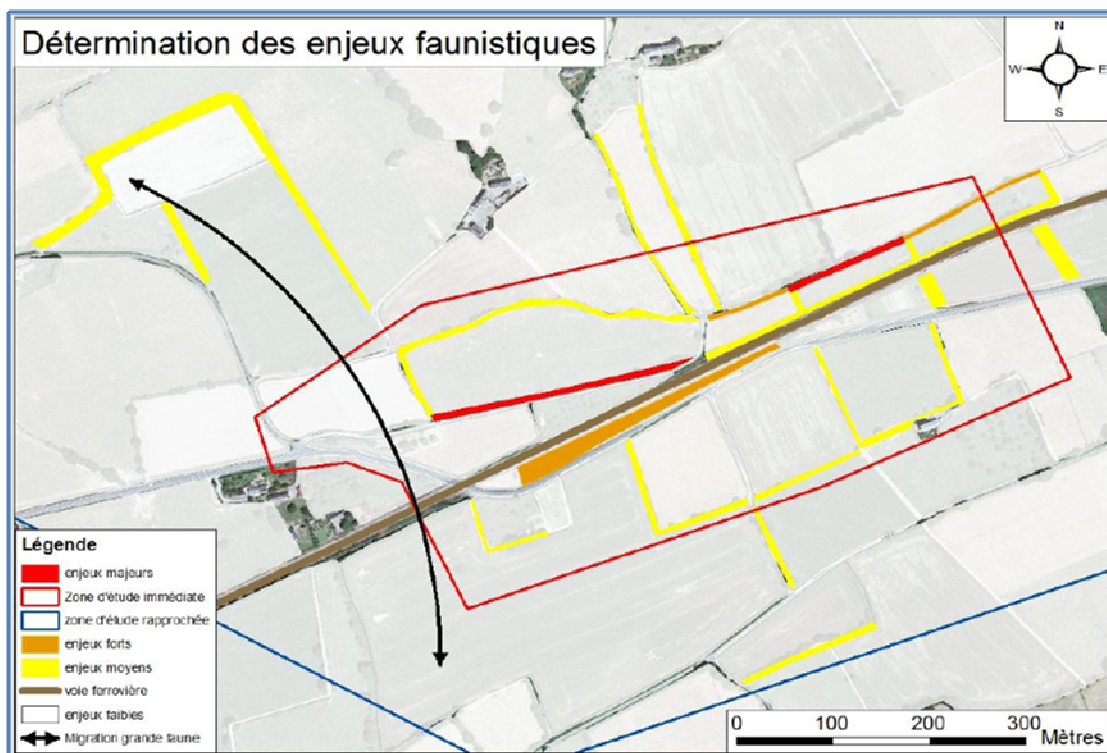 Détermination des enjeux faunistiques
N
W E
S
Légende
enjeux majeurs
Zone d'étude immédiate
zone d'étude rapprochée
enjeux forts
enjeux moyens
voie ferrovière
enjeux faibles
Migration grande faune
0 100 200 300
Mètres